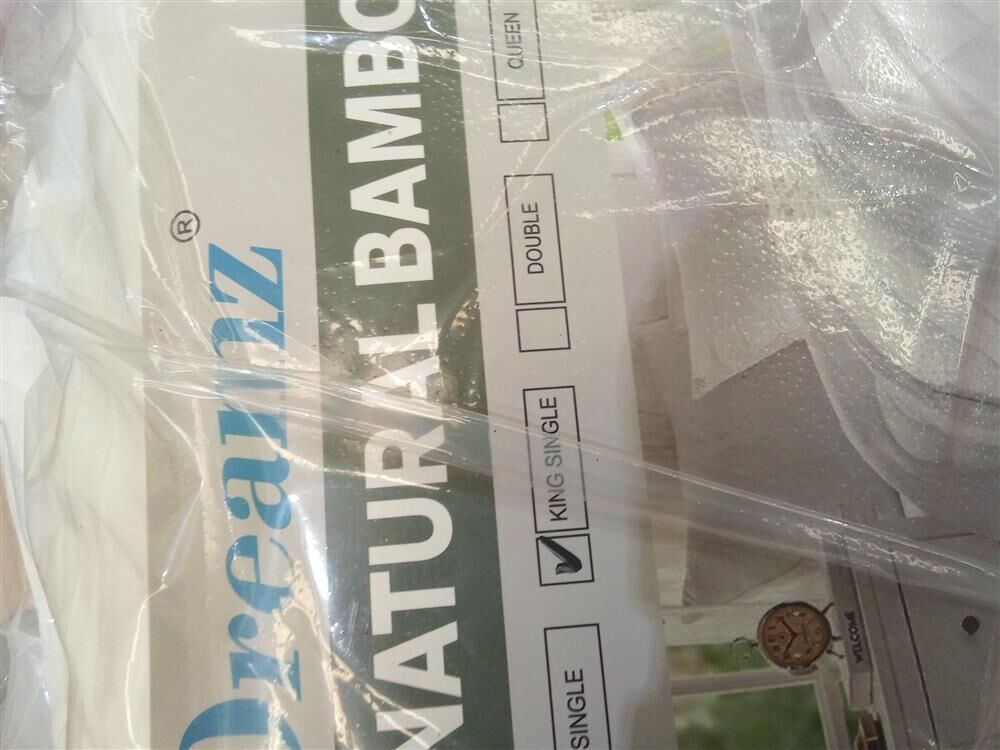 Dreamz®
NATURAL BAMBO
SINGLE
KING SINGLE
DOUBLE
QUEEN
WELCOME